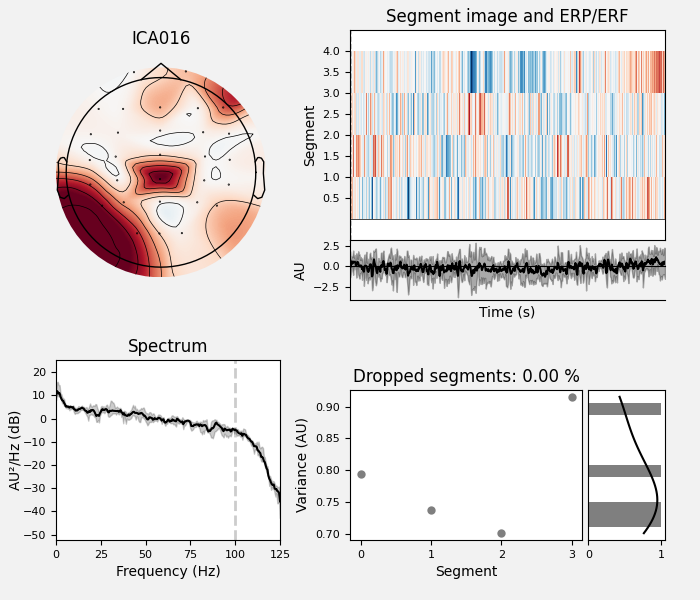 ICA016
Segment image and ERP/ERF
Segment
4.0
3.5
3.0
2.5
2.0
1.5
1.0
0.5
AU
2.5
0.0
−2.5
Time (s)
Spectrum
AU²/Hz (dB)
20
10
0
−10
−20
−30
−40
−50
0 25 50 75 100 125
Frequency (Hz)
Dropped segments: 0.00 %
Variance (AU)
0.90
0.85
0.80
0.75
0.70
0 1 2 3
Segment
0 1